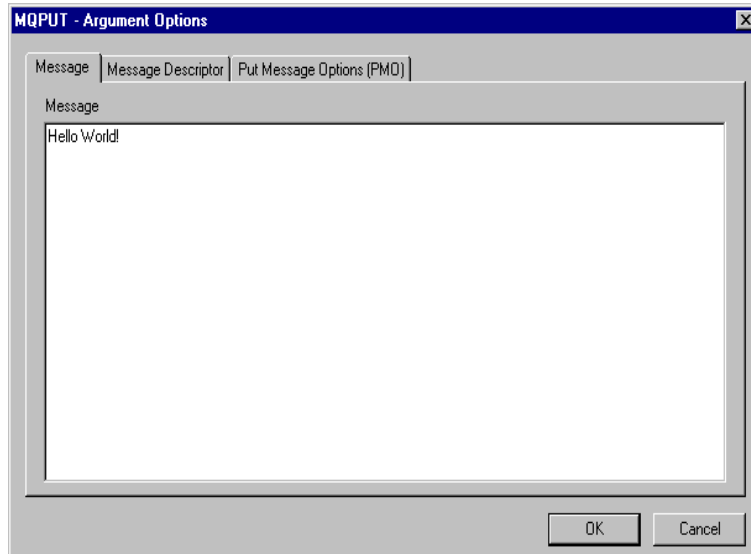 MQPUT - Argument Options
Message Message Descriptor Put Message Options (PMO)
Message
Hello World!
OK Cancel